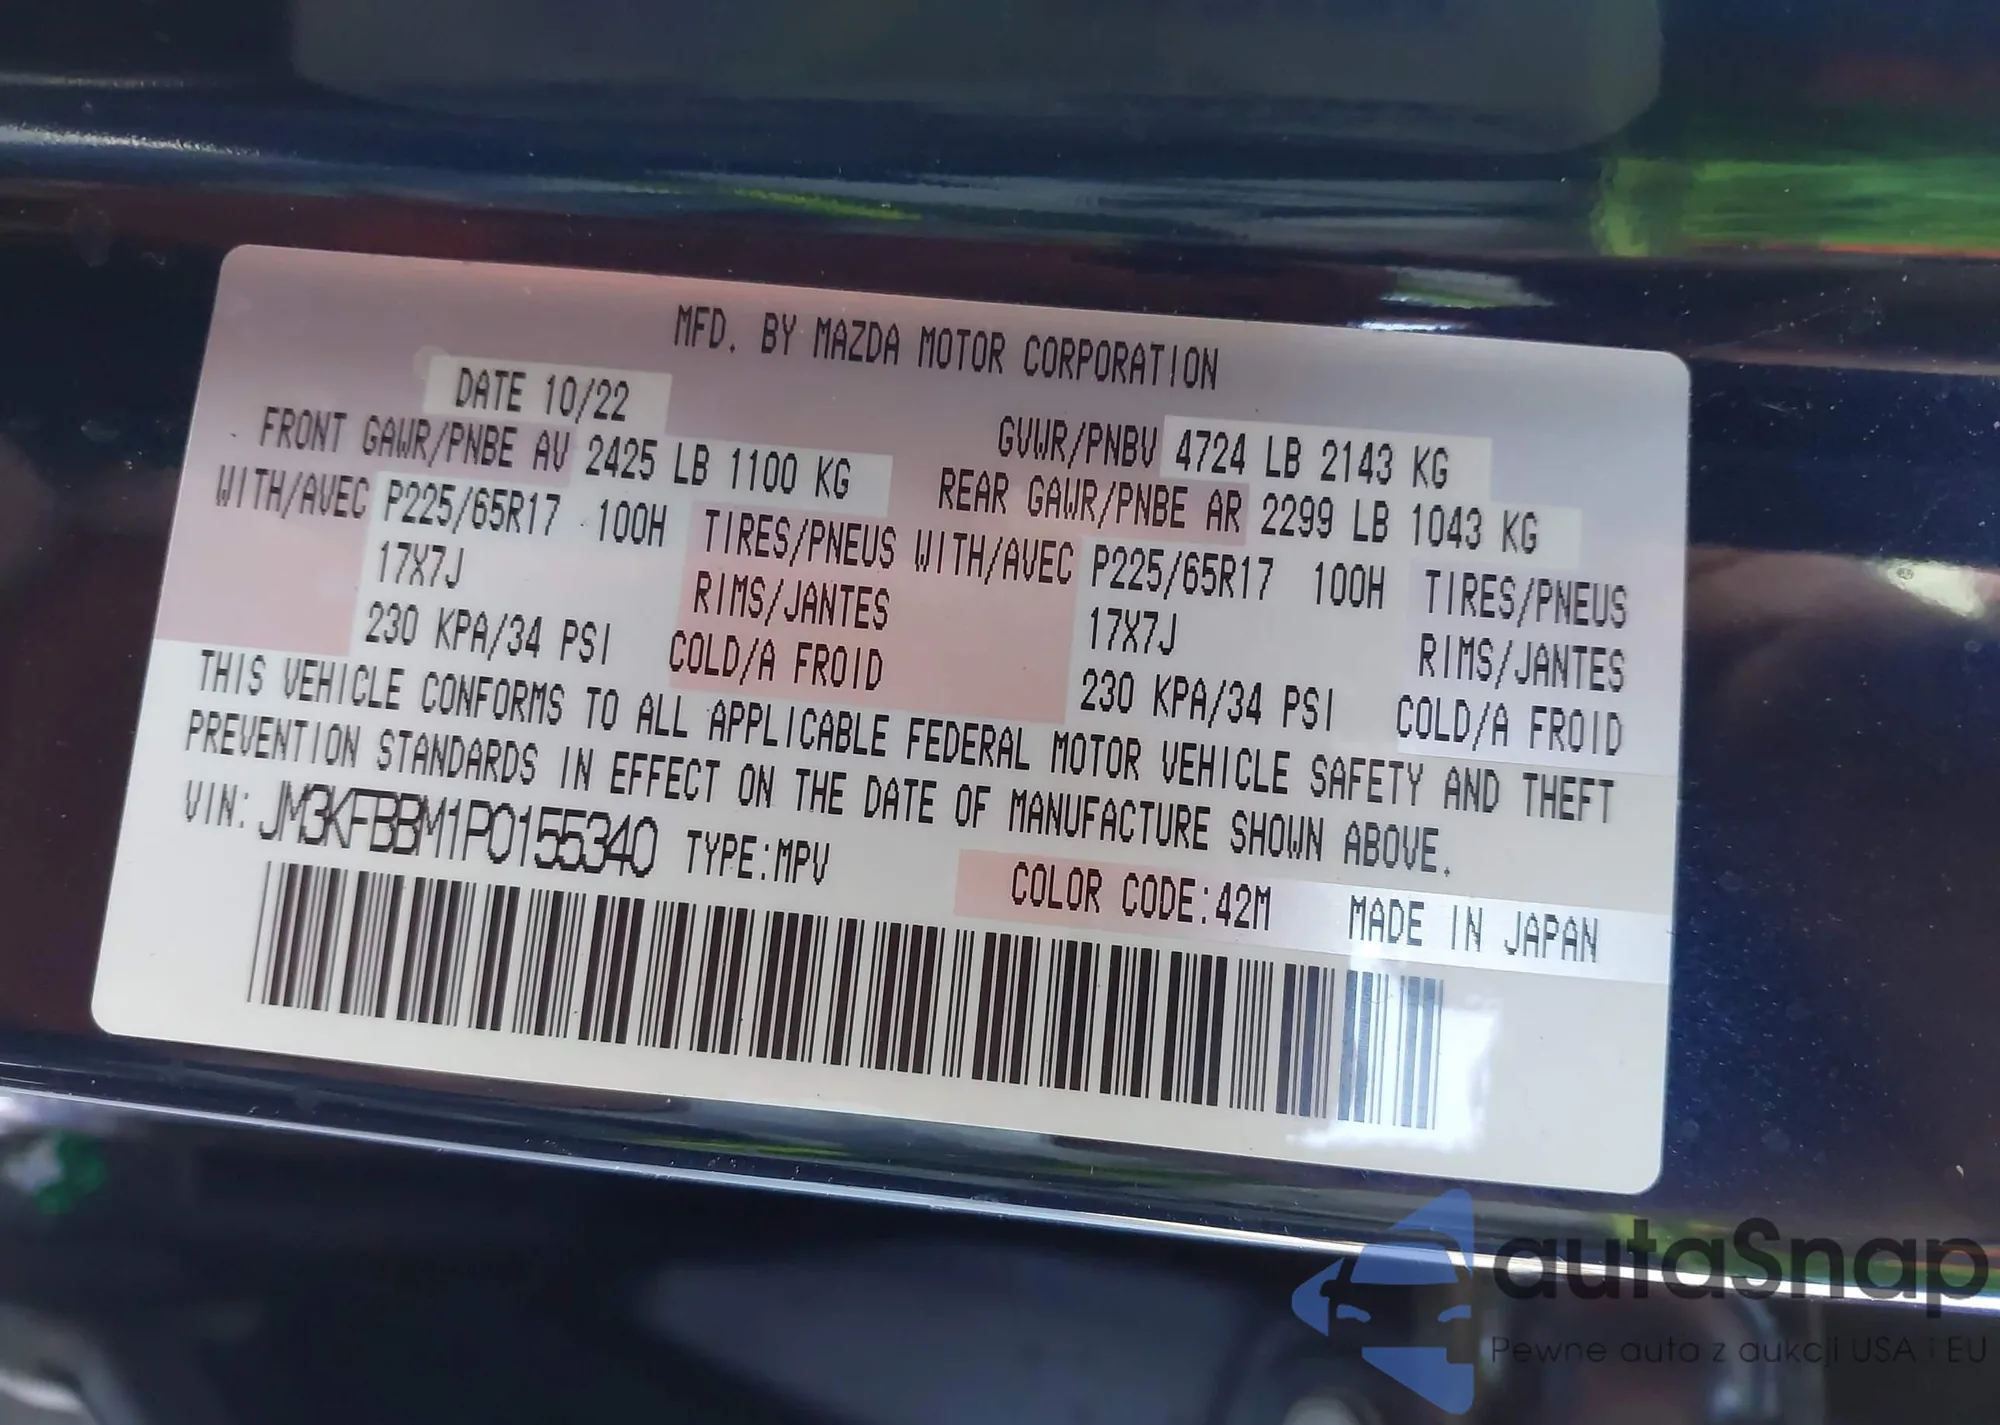 MFD. BY MAZDA MOTOR CORPORATION
DATE 10/22
GVWR/PNBV 4724 LB 2143 KG
FRONT GAWR/PNBE AV 2425 LB 1100 KG
REAR GAWR/PNBE AR 2299 LB 1043 KG
WITH/AVEC P225/65R17 100H TIRES/PNEUS WITH/AVEC P225/65R17 100H TIRES/PNEUS
17X7J RIMS/JANTES 17X7J RIMS/JANTES
230 KPA/34 PSI COLD/A FROID 230 KPA/34 PSI COLD/A FROID
THIS VEHICLE CONFORMS TO ALL APPLICABLE FEDERAL MOTOR VEHICLE SAFETY AND THEFT
PREVENTION STANDARDS IN EFFECT ON THE DATE OF MANUFACTURE SHOWN ABOVE.
VIN: JM3KFBBM1P0155340 TYPE:MPV
COLOR CODE:42M MADE IN JAPAN
autaSnap
Pewne auta z aukcji USA i EU